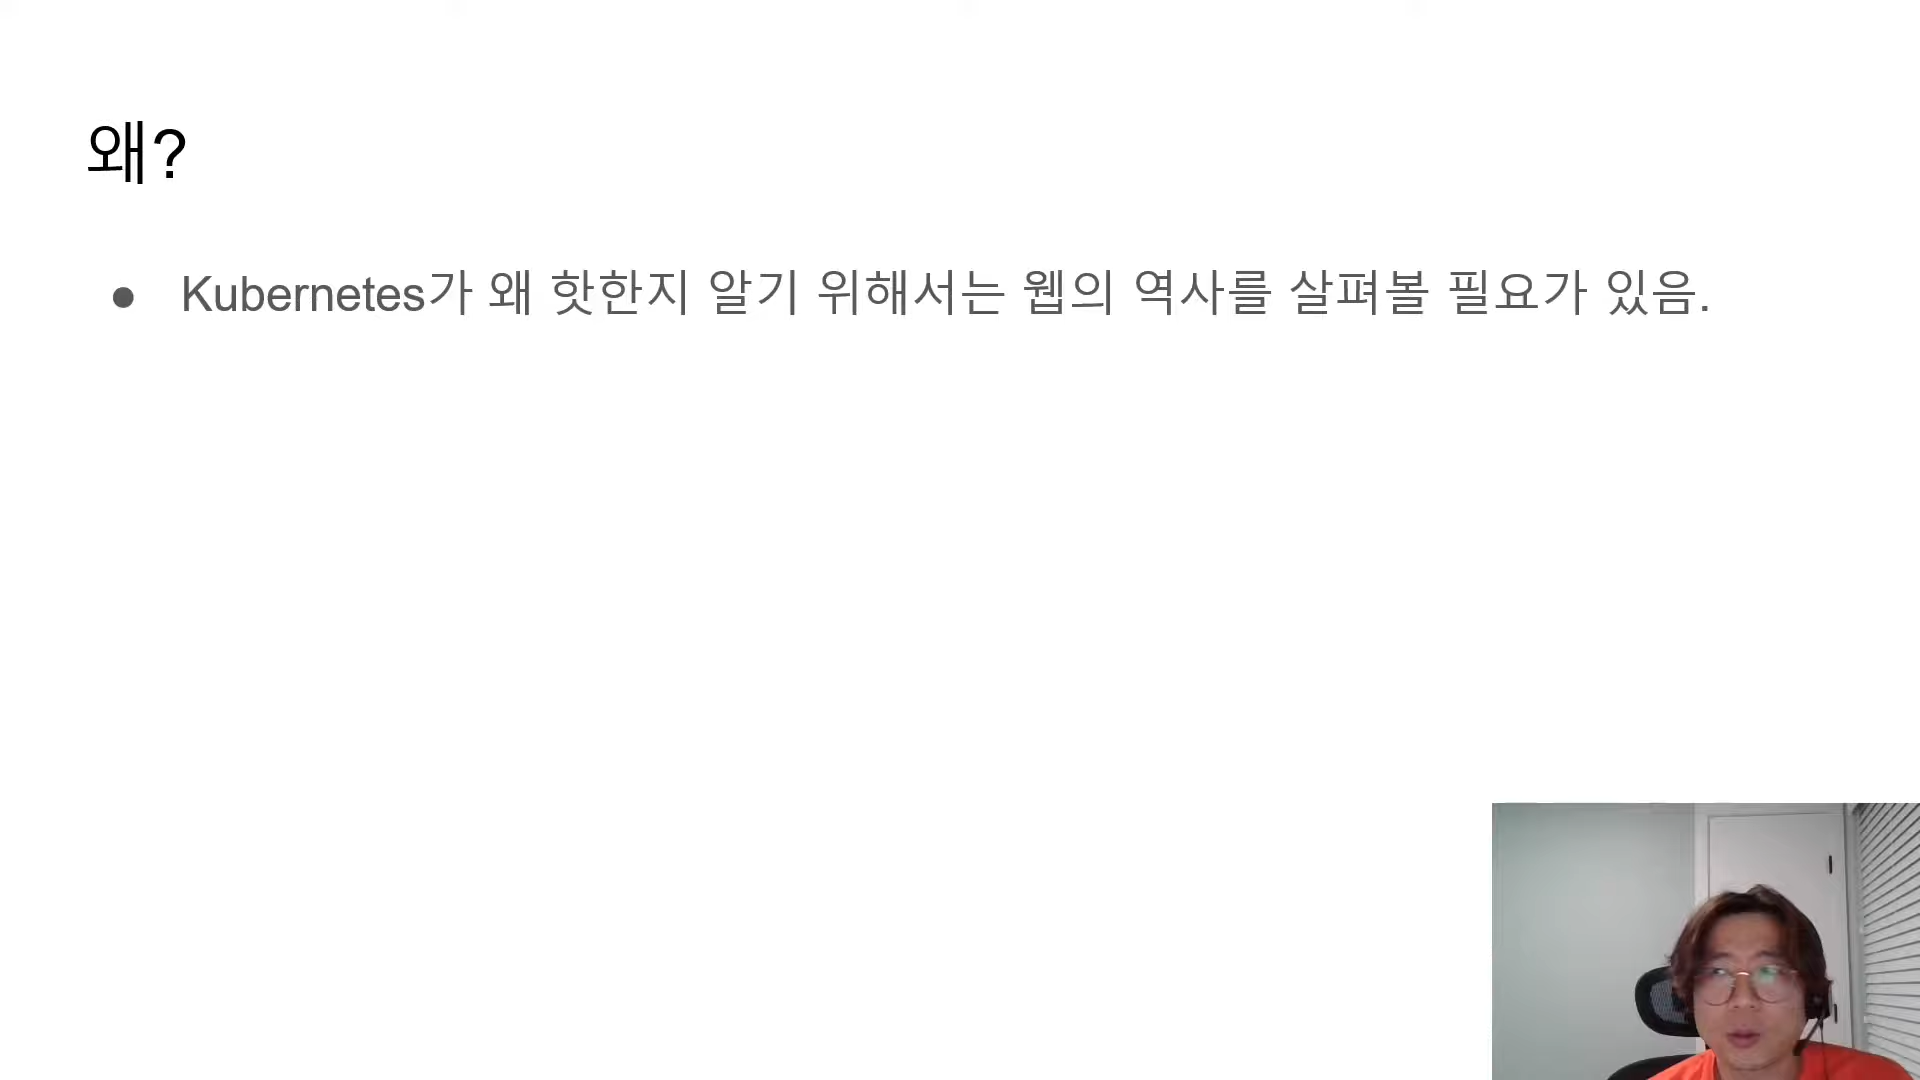 왜?
● Kubernetes가 왜 핫한지 알기 위해서는 웹의 역사를 살펴볼 필요가 있음.